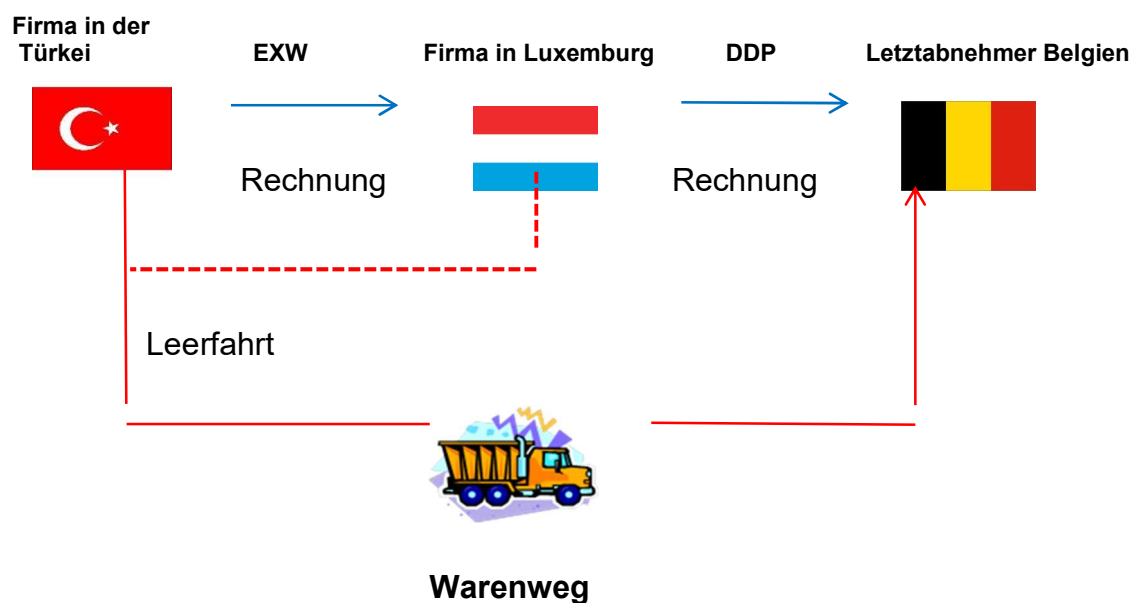 Firma in der
Türkei
EXW
Firma in Luxemburg
DDP
Letztabnehmer Belgien
Rechnung
Rechnung
Leerfahrt
Warenweg